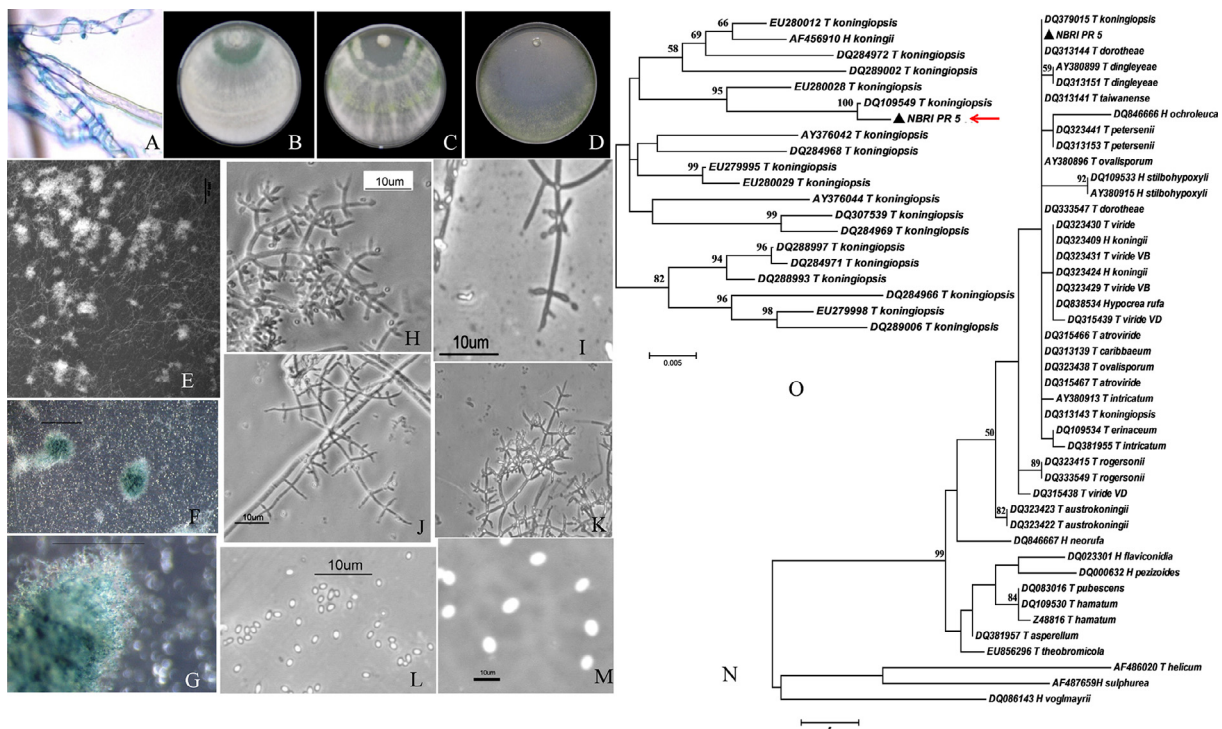 A
B
C
D
E
F
G
10um
H
10um
I
10um
J
K
10um
L
10um
M
66
EU280012 T koningiopsis
69
AF456910 H koningii
58
DQ284972 T koningiopsis
DQ289002 T koningiopsis
95
EU280028 T koningiopsis
100
DQ109549 T koningiopsis
NBRI PR 5
AY376042 T koningiopsis
DQ284968 T koningiopsis
99
EU279995 T koningiopsis
EU280029 T koningiopsis
AY376044 T koningiopsis
99
DQ307539 T koningiopsis
DQ284969 T koningiopsis
96
DQ288997 T koningiopsis
94
DQ284971 T koningiopsis
82
DQ288993 T koningiopsis
96
DQ284966 T koningiopsis
98
EU279998 T koningiopsis
DQ289006 T koningiopsis
0.005
O
DQ379015 T koningiopsis
NBRI PR 5
DQ313144 T dorotheae
59
AY380899 T dingleyeae
DQ313151 T dingleyeae
DQ313141 T taiwanense
DQ846666 H ochroleuca
DQ323441 T petersenii
DQ313153 T petersenii
AY380896 T ovalisporum
92
DQ109533 H stilbohypoxyli
AY380915 H stilbohypoxyli
DQ333547 T dorotheae
DQ323430 T viride
DQ323409 H koningii
DQ323431 T viride VB
DQ323424 H koningii
DQ323429 T viride VB
DQ838534 Hypocrea rufa
DQ315439 T viride VD
DQ315466 T atroviride
DQ313139 T caribbaeum
DQ323438 T ovalisporum
DQ315467 T atroviride
AY380913 T intricatum
DQ313143 T koningiopsis
50
DQ109534 T erinaceum
DQ381955 T intricatum
89
DQ323415 T rogersonii
DQ333549 T rogersonii
DQ315438 T viride VD
82
DQ323423 T austrokoningii
DQ323422 T austrokoningii
DQ846667 H neorufa
99
DQ023301 H flaviconidia
DQ000632 H pezizoides
84
DQ083016 T pubescens
DQ109530 T hamatum
Z48816 T hamatum
DQ381957 T asperellum
EU856296 T theobromicola
N
AF486020 T helicum
AF487659H sulphurea
DQ086143 H voglmayrii